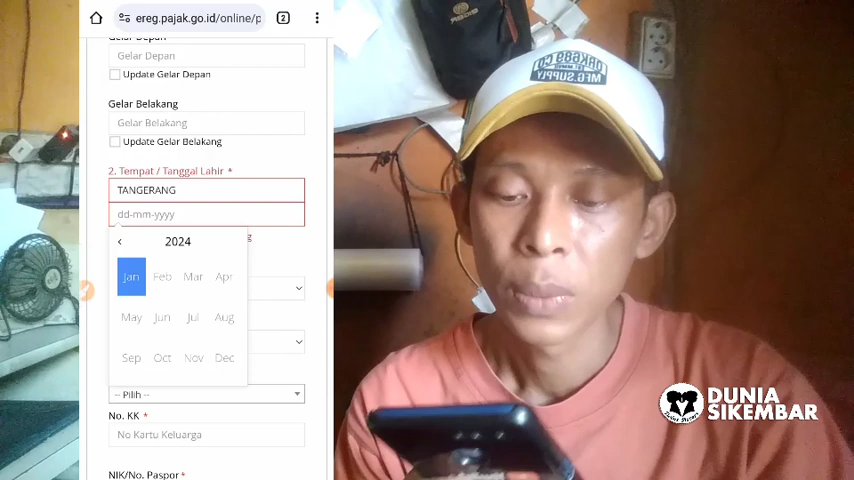 ereg.pajak.go.id/online/p
2
Gelar Depan
Gelar Depan
Update Gelar Depan
Gelar Belakang
Gelar Belakang
Update Gelar Belakang
2. Tempat / Tanggal Lahir *
TANGERANG
dd-mm-yyyy
g
‹ 2024
Jan Feb Mar Apr
May Jun Jul Aug
Sep Oct Nov Dec
-- Pilih --
No. KK *
No Kartu Keluarga
NIK/No. Paspor *
MFG.SUPPLY
DUNIA
SIKEMBAR